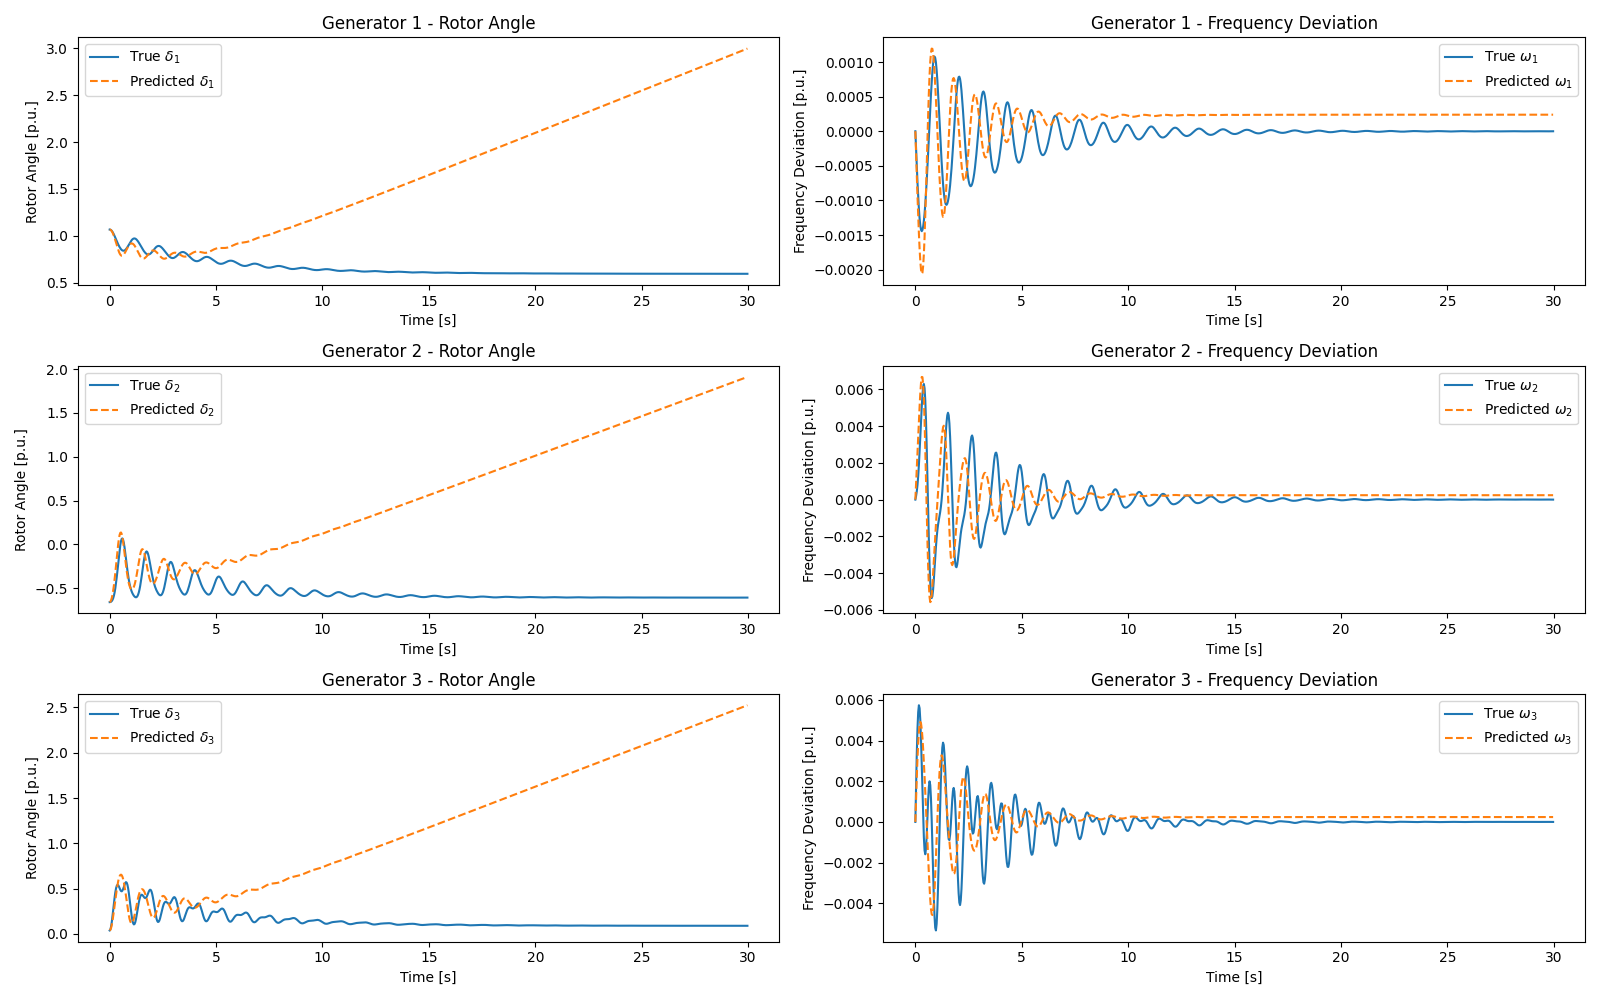 Generator 1 - Rotor Angle
Rotor Angle [p.u.]
3.0
2.5
2.0
1.5
1.0
0.5
True δ₁
Predicted δ₁
0 5 10 15 20 25 30
Time [s]
Generator 1 - Frequency Deviation
Frequency Deviation [p.u.]
0.0010
0.0005
0.0000
−0.0005
−0.0010
−0.0015
−0.0020
True ω₁
Predicted ω₁
0 5 10 15 20 25 30
Time [s]
Generator 2 - Rotor Angle
Rotor Angle [p.u.]
2.0
1.5
1.0
0.5
0.0
−0.5
True δ₂
Predicted δ₂
0 5 10 15 20 25 30
Time [s]
Generator 2 - Frequency Deviation
Frequency Deviation [p.u.]
0.006
0.004
0.002
0.000
−0.002
−0.004
−0.006
True ω₂
Predicted ω₂
0 5 10 15 20 25 30
Time [s]
Generator 3 - Rotor Angle
Rotor Angle [p.u.]
2.5
2.0
1.5
1.0
0.5
0.0
True δ₃
Predicted δ₃
0 5 10 15 20 25 30
Time [s]
Generator 3 - Frequency Deviation
Frequency Deviation [p.u.]
0.006
0.004
0.002
0.000
−0.002
−0.004
True ω₃
Predicted ω₃
0 5 10 15 20 25 30
Time [s]